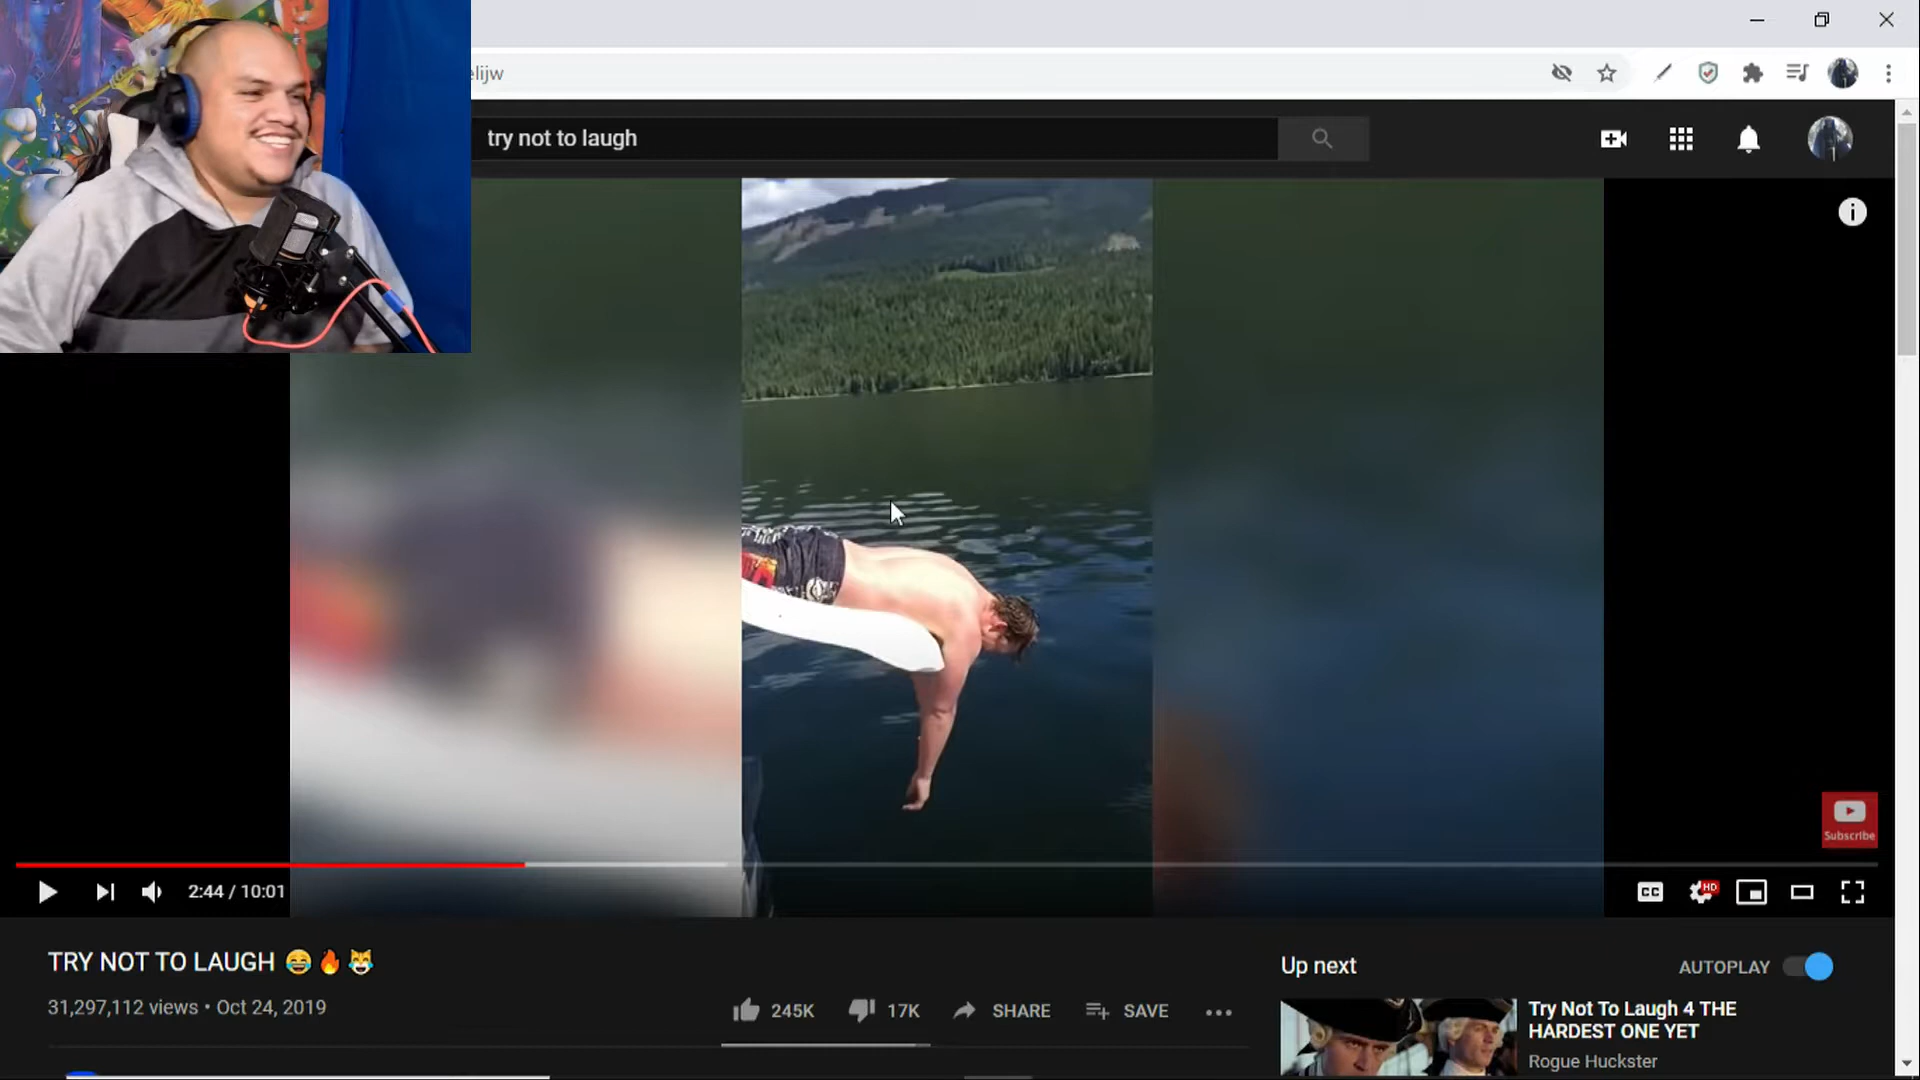 elijw
try not to laugh
Subscribe
2:44 / 10:01
CC
HD
TRY NOT TO LAUGH 😂🔥😹
31,297,112 views • Oct 24, 2019
245K
17K
SHARE
SAVE
Up next
AUTOPLAY
Try Not To Laugh 4 THE
HARDEST ONE YET
Rogue Huckster